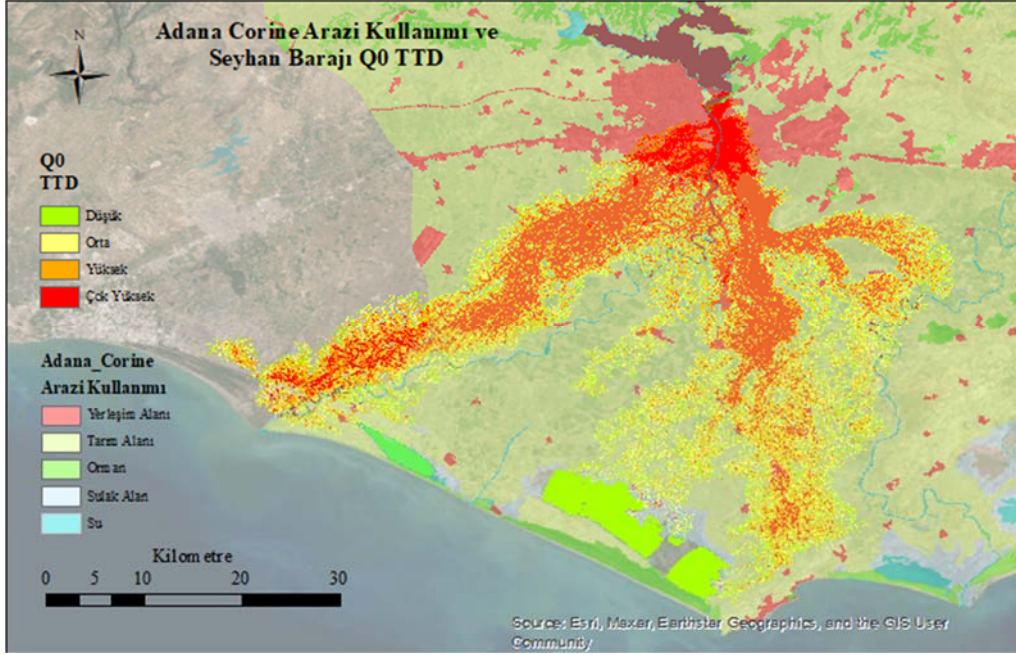 Adana Corine Arazi Kullanımı ve
Seyhan Barajı Q0 TTD
N
Q0
TTD
Düşük
Orta
Yüksek
Çok Yüksek
Adana_Corine
Arazi Kullanımı
Yerleşim Alanı
Tarım Alanı
Orman
Sulak Alan
Su
Kilometre
0 5 10 20 30
Source: Esri, Maxar, Earthstar Geographics, and the GIS User
Community